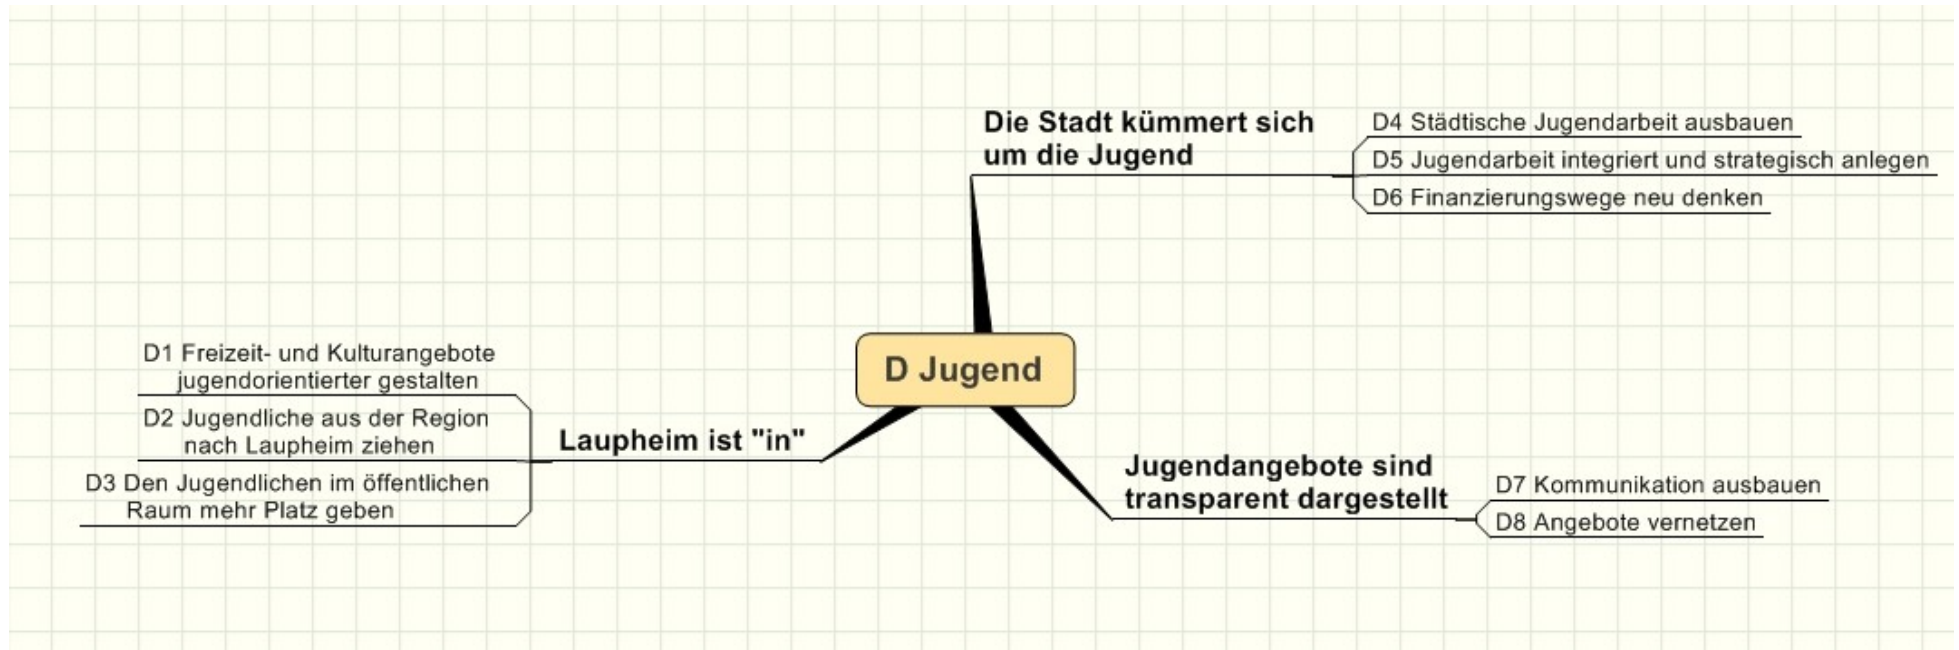 Die Stadt kümmert sich
um die Jugend
D4 Städtische Jugendarbeit ausbauen
D5 Jugendarbeit integriert und strategisch anlegen
D6 Finanzierungswege neu denken
D Jugend
D1 Freizeit- und Kulturangebote
jugendorientierter gestalten
D2 Jugendliche aus der Region
nach Laupheim ziehen
D3 Den Jugendlichen im öffentlichen
Raum mehr Platz geben
Laupheim ist "in"
Jugendangebote sind
transparent dargestellt
D7 Kommunikation ausbauen
D8 Angebote vernetzen